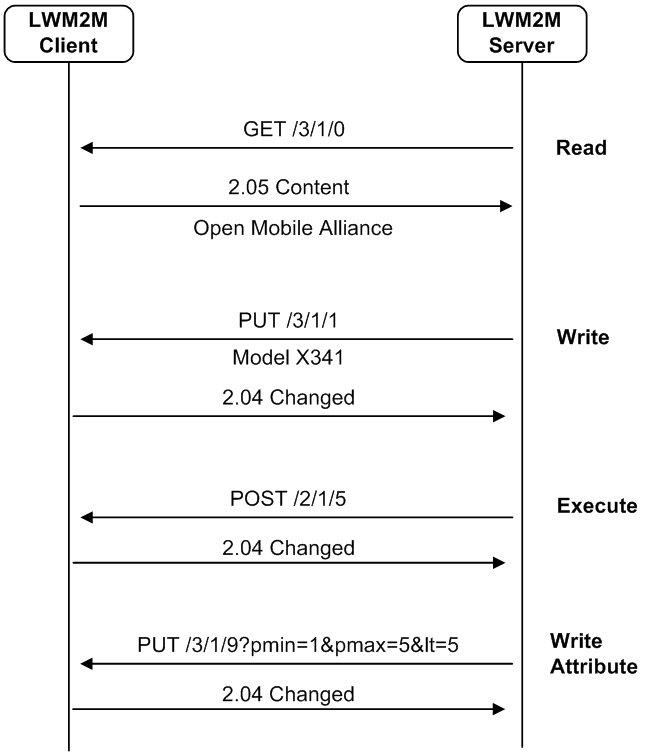 LWM2M
Client
LWM2M
Server
GET /3/1/0
Read
2.05 Content
Open Mobile Alliance
PUT /3/1/1
Write
Model X341
2.04 Changed
POST /2/1/5
Execute
2.04 Changed
PUT /3/1/9?pmin=1&pmax=5&lt=5
Write
Attribute
2.04 Changed